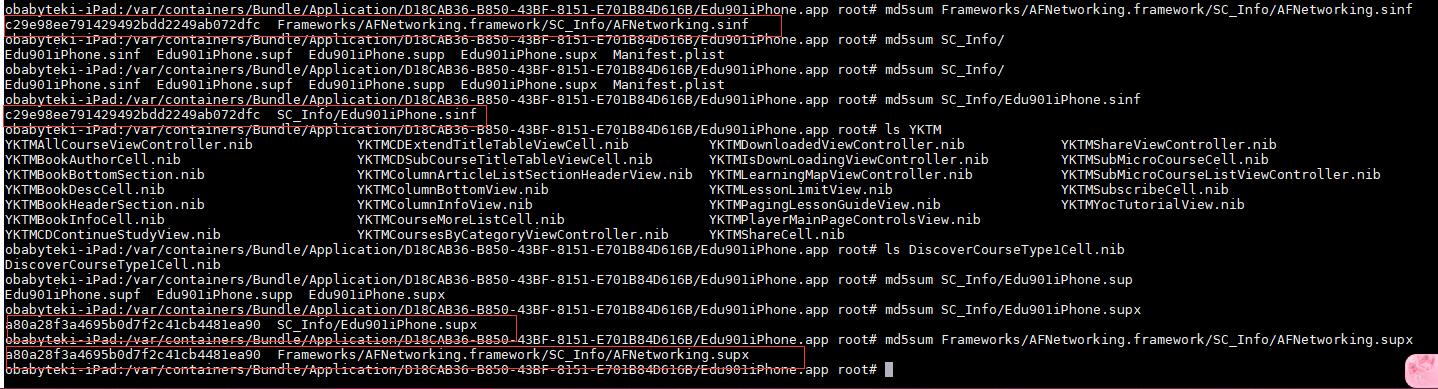 obabyteki-iPad:/var/containers/Bundle/Application/D18CAB36-B850-43BF-8151-E701B84D616B/Edu901iPhone.app root# md5sum Frameworks/AFNetworking.framework/SC_Info/AFNetworking.sinf
c29e98ee791429492bdd2249ab072dfc  Frameworks/AFNetworking.framework/SC_Info/AFNetworking.sinf
obabyteki-iPad:/var/containers/Bundle/Application/D18CAB36-B850-43BF-8151-E701B84D616B/Edu901iPhone.app root# md5sum SC_Info/
Edu901iPhone.sinf  Edu901iPhone.supf  Edu901iPhone.supp  Edu901iPhone.supx  Manifest.plist
obabyteki-iPad:/var/containers/Bundle/Application/D18CAB36-B850-43BF-8151-E701B84D616B/Edu901iPhone.app root# md5sum SC_Info/
Edu901iPhone.sinf  Edu901iPhone.supf  Edu901iPhone.supp  Edu901iPhone.supx  Manifest.plist
obabyteki-iPad:/var/containers/Bundle/Application/D18CAB36-B850-43BF-8151-E701B84D616B/Edu901iPhone.app root# md5sum SC_Info/Edu901iPhone.sinf
c29e98ee791429492bdd2249ab072dfc  SC_Info/Edu901iPhone.sinf
obabyteki-iPad:/var/containers/Bundle/Application/D18CAB36-B850-43BF-8151-E701B84D616B/Edu901iPhone.app root# ls YKTM
YKTMAllCourseViewController.nib  YKTMCDExtendTitleTableViewCell.nib  YKTMDownloadedViewController.nib  YKTMShareViewController.nib
YKTMBookAuthorCell.nib  YKTMCDSubCourseTitleTableViewCell.nib  YKTMIsDownLoadingViewController.nib  YKTMSubMicroCourseCell.nib
YKTMBookBottomSection.nib  YKTMColumnArticleListSectionHeaderView.nib  YKTMLearningMapViewController.nib  YKTMSubMicroCourseListViewController.nib
YKTMBookDescCell.nib  YKTMColumnBottomView.nib  YKTMLessonLimitView.nib  YKTMSubscribeCell.nib
YKTMBookHeaderSection.nib  YKTMColumnInfoView.nib  YKTMPagingLessonGuideView.nib  YKTMYocTutorialView.nib
YKTMBookInfoCell.nib  YKTMCourseMoreListCell.nib  YKTMPlayerMainPageControlsView.nib
YKTMCDContinueStudyView.nib  YKTMCoursesByCategoryViewController.nib  YKTMShareCell.nib
obabyteki-iPad:/var/containers/Bundle/Application/D18CAB36-B850-43BF-8151-E701B84D616B/Edu901iPhone.app root# ls DiscoverCourseType1Cell.nib
DiscoverCourseType1Cell.nib
obabyteki-iPad:/var/containers/Bundle/Application/D18CAB36-B850-43BF-8151-E701B84D616B/Edu901iPhone.app root# md5sum SC_Info/Edu901iPhone.sup
Edu901iPhone.supf  Edu901iPhone.supp  Edu901iPhone.supx
obabyteki-iPad:/var/containers/Bundle/Application/D18CAB36-B850-43BF-8151-E701B84D616B/Edu901iPhone.app root# md5sum SC_Info/Edu901iPhone.supx
a80a28f3a4695b0d7f2c41cb4481ea90  SC_Info/Edu901iPhone.supx
obabyteki-iPad:/var/containers/Bundle/Application/D18CAB36-B850-43BF-8151-E701B84D616B/Edu901iPhone.app root# md5sum Frameworks/AFNetworking.framework/SC_Info/AFNetworking.supx
a80a28f3a4695b0d7f2c41cb4481ea90  Frameworks/AFNetworking.framework/SC_Info/AFNetworking.supx
obabyteki-iPad:/var/containers/Bundle/Application/D18CAB36-B850-43BF-8151-E701B84D616B/Edu901iPhone.app root#